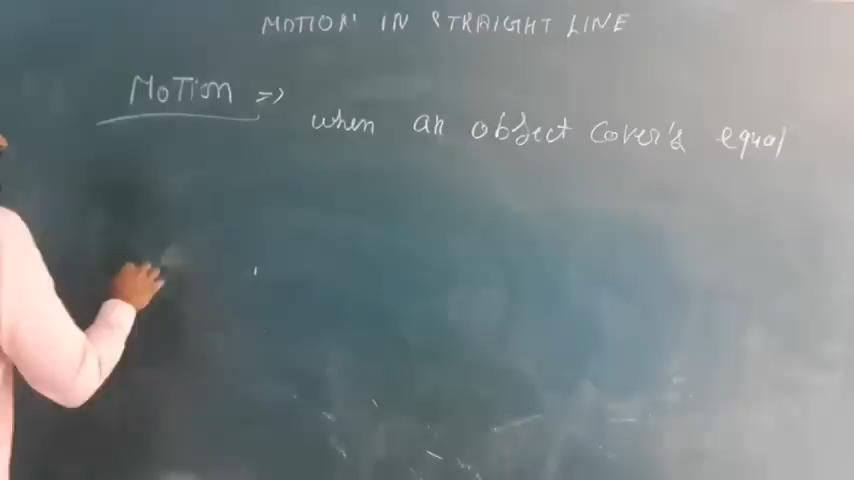 MOTION IN STRAIGHT LINE
MOTION =>
when an object cover's equal